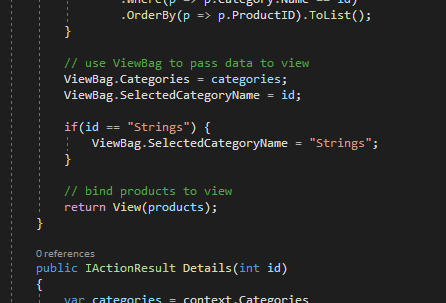 .Where(p => p.Category.Name == id)
.OrderBy(p => p.ProductID).ToList();
}
// use ViewBag to pass data to view
ViewBag.Categories = categories;
ViewBag.SelectedCategoryName = id;
if(id == "Strings") {
ViewBag.SelectedCategoryName = "Strings";
}
// bind products to view
return View(products);
}
0 references
public IActionResult Details(int id)
{
var categories = context.Categories